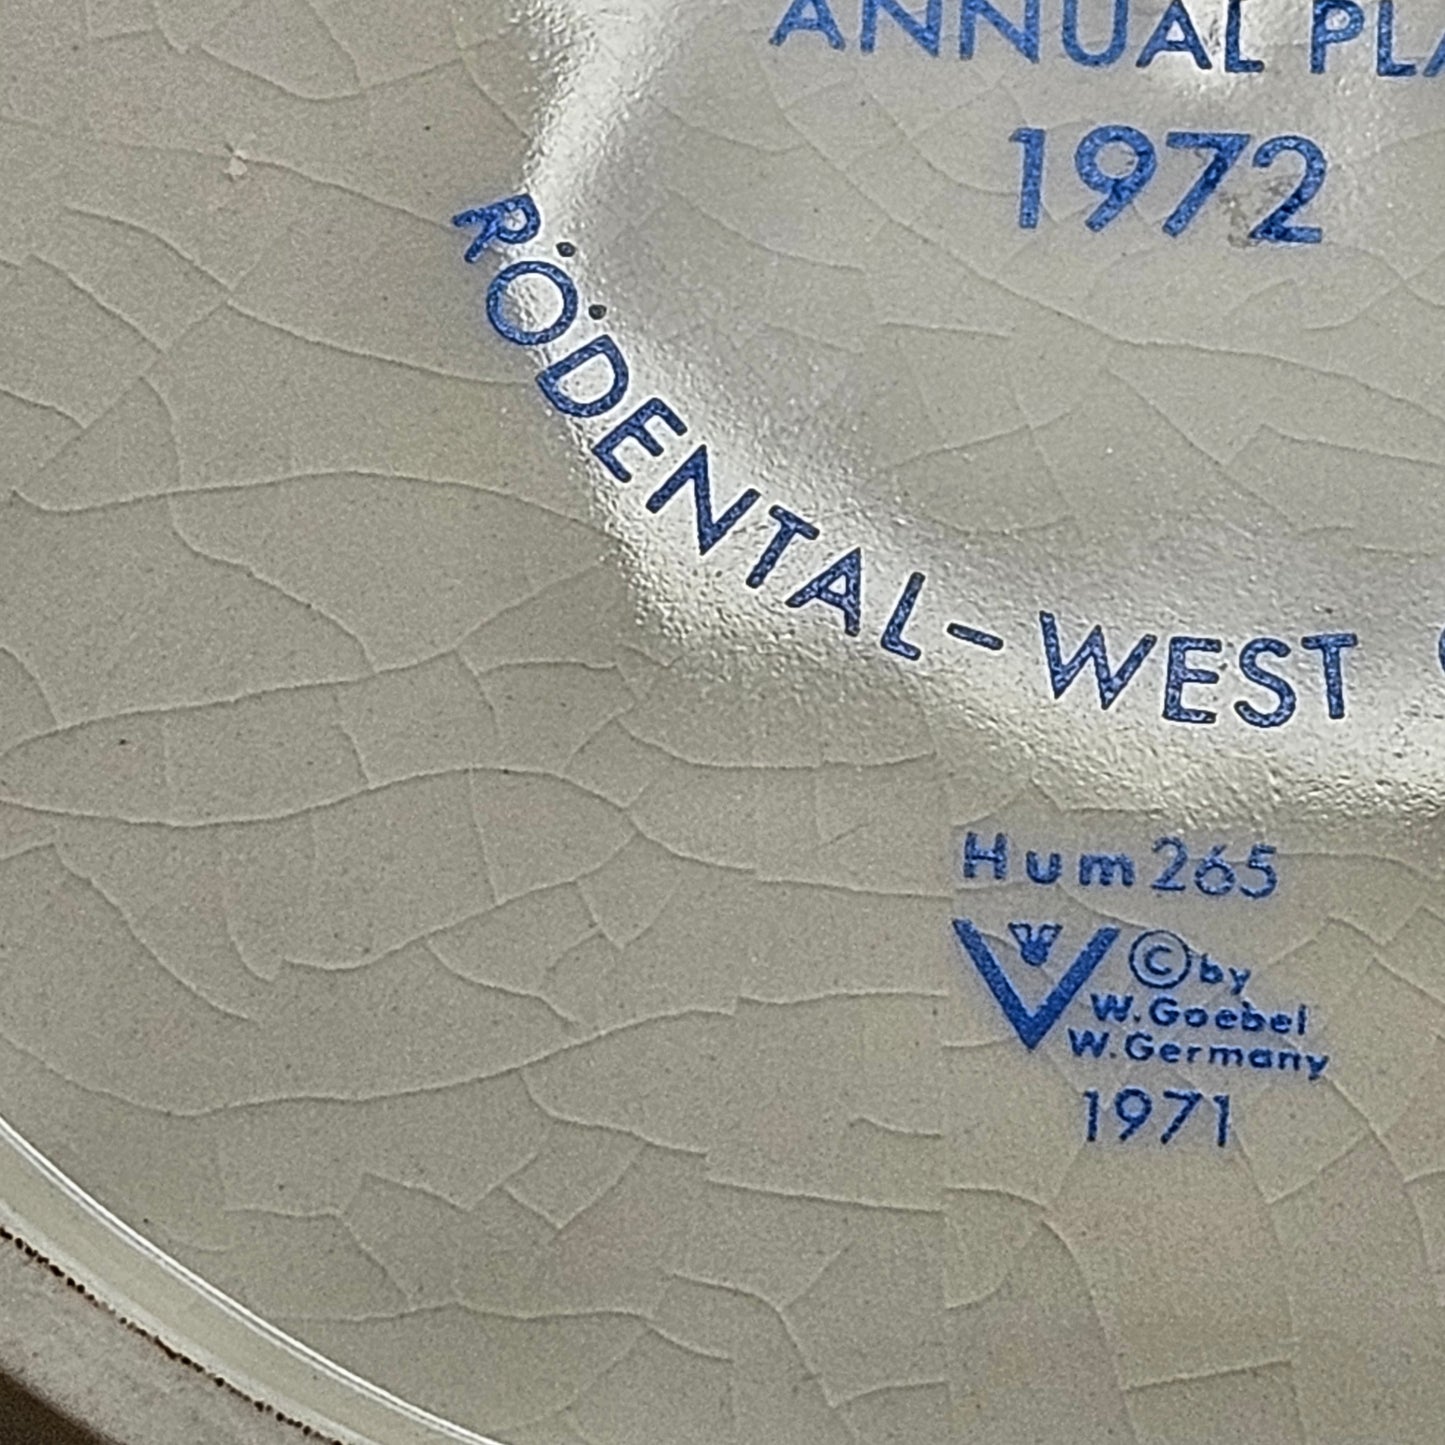 ANNUAL PLA
1972
RÖDENTAL–WEST
Hum 265
© by
W. Goebel
W. Germany
1971